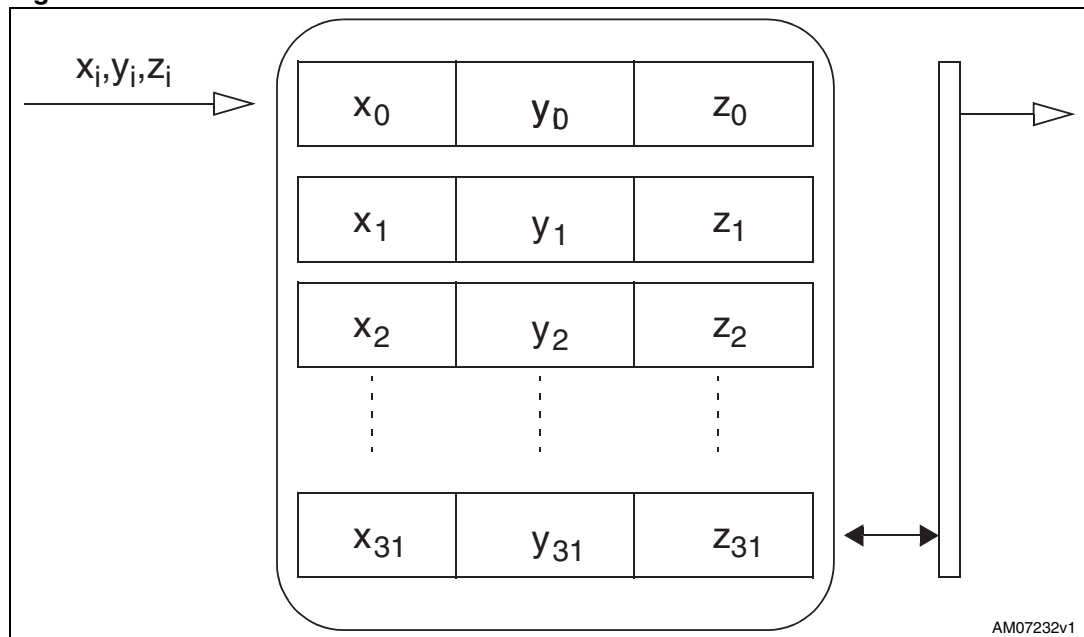 xᵢ,yᵢ,zᵢ
x₀ y₀ z₀
x₁ y₁ z₁
x₂ y₂ z₂
x₃₁ y₃₁ z₃₁
AM07232v1